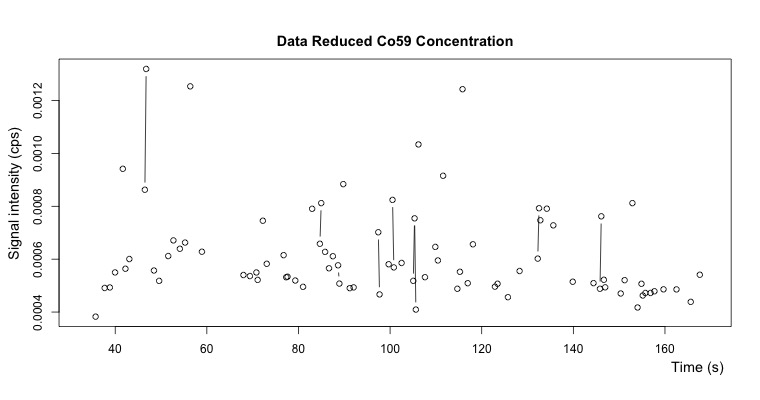 Data Reduced Co59 Concentration
Signal intensity (cps)
0.0012
0.0010
0.0008
0.0006
0.0004
40 60 80 100 120 140 160
Time (s)